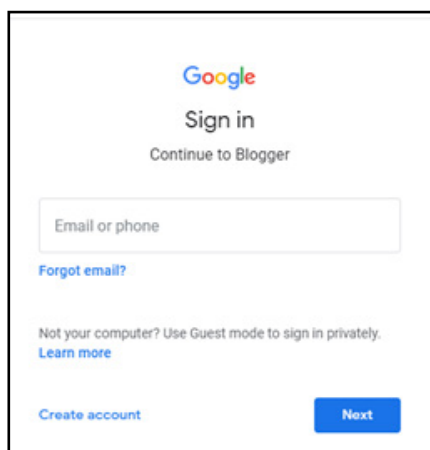 Google
Sign in
Continue to Blogger
Email or phone
Forgot email?
Not your computer? Use Guest mode to sign in privately.
Learn more
Create account
Next